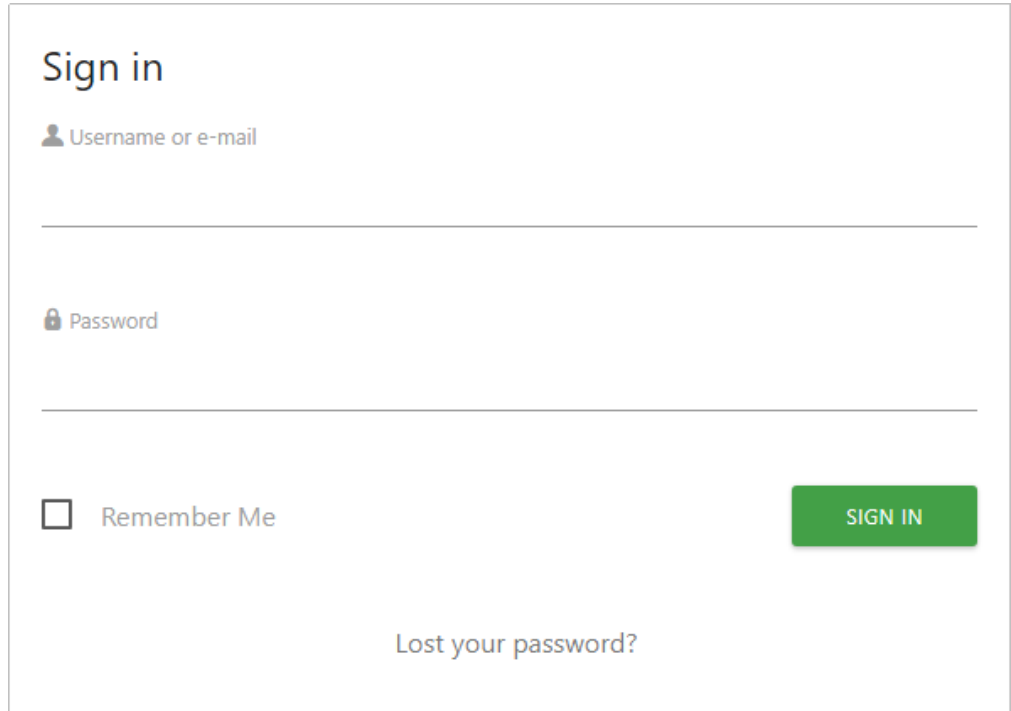 Sign in
Username or e-mail
Password
Remember Me
SIGN IN
Lost your password?